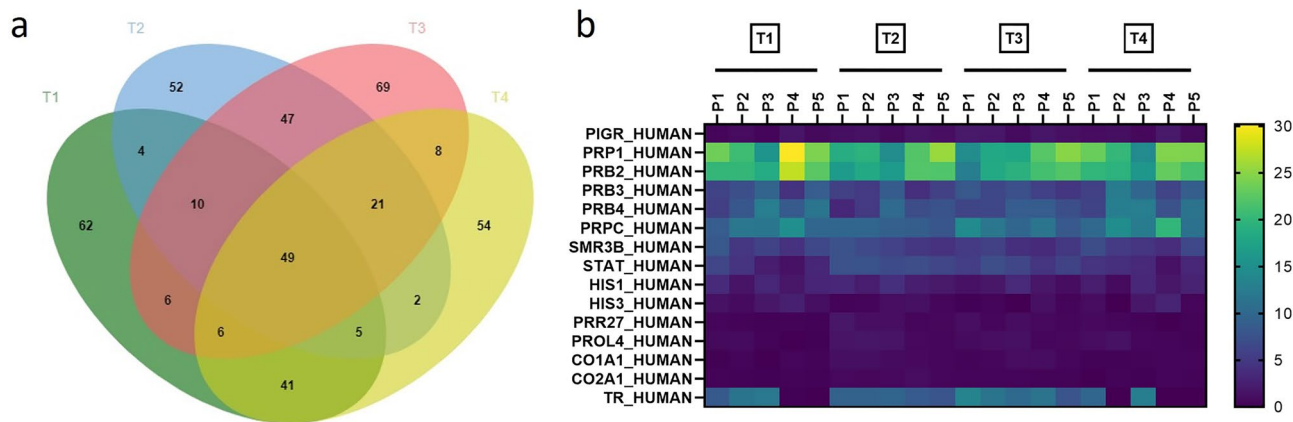 a
T1
T2
T3
T4
52
69
47
4
8
10
21
62
54
49
6
2
6
5
41
b
T1 T2 T3 T4
P1 P2 P3 P4 P5 P1 P2 P3 P4 P5 P1 P2 P3 P4 P5 P1 P2 P3 P4 P5
PIGR_HUMAN
PRP1_HUMAN
PRB2_HUMAN
PRB3_HUMAN
PRB4_HUMAN
PRPC_HUMAN
SMR3B_HUMAN
STAT_HUMAN
HIS1_HUMAN
HIS3_HUMAN
PRR27_HUMAN
PROL4_HUMAN
CO1A1_HUMAN
CO2A1_HUMAN
TR_HUMAN
30
25
20
15
10
5
0